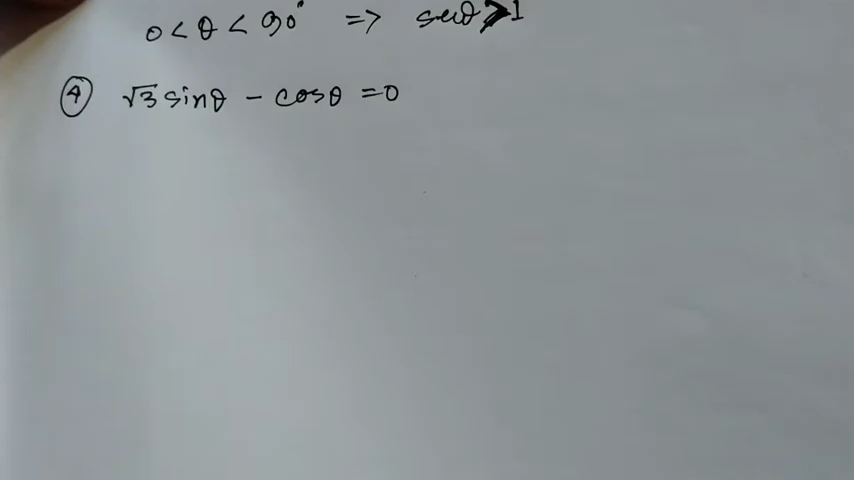 0 < θ < 90° => secθ > 1
④ √3 sinθ - cosθ = 0